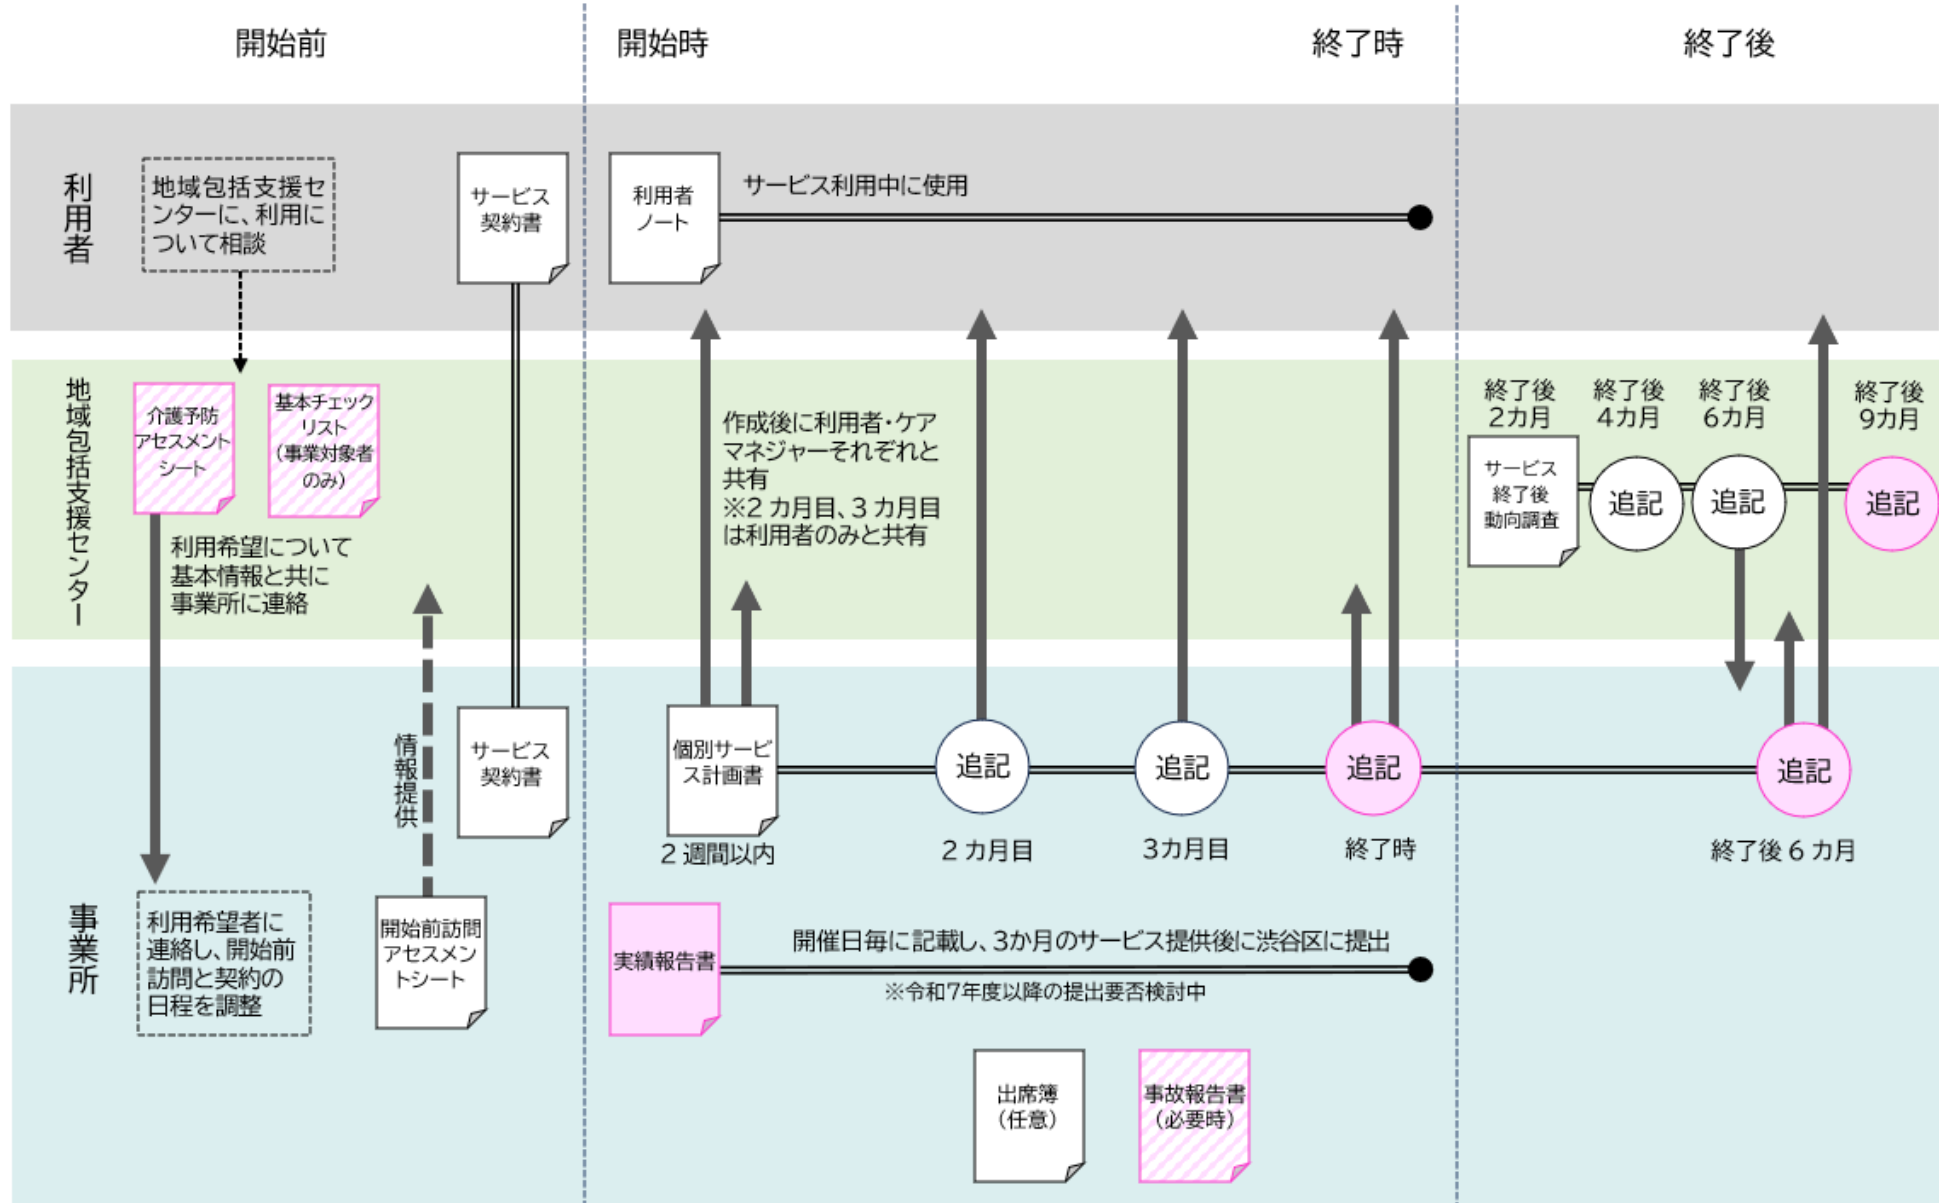 開始前
開始時
終了時
終了後
利用者
地域包括支援セ
ンターに、利用に
ついて相談
サービス
契約書
利用者
ノート
サービス利用中に使用
地域包括支援センター
介護予防
アセスメント
シート
基本チェック
リスト
(事業対象者
のみ)
利用希望について
基本情報と共に
事業所に連絡
作成後に利用者・ケア
マネジャーそれぞれと
共有
※2 カ月目、3 カ月目
は利用者のみと共有
終了後
2カ月
終了後
4カ月
終了後
6カ月
終了後
9カ月
サービス
終了後
動向調査
追記
追記
追記
事業所
利用希望者に
連絡し、開始前
訪問と契約の
日程を調整
情報提供
開始前訪問
アセスメン
トシート
サービス
契約書
個別サービ
ス計画書
2 週間以内
追記
2 カ月目
追記
3カ月目
追記
終了時
追記
終了後 6 カ月
実績報告書
開催日毎に記載し、3か月のサービス提供後に渋谷区に提出
※令和7年度以降の提出要否検討中
出席簿
(任意)
事故報告書
(必要時)